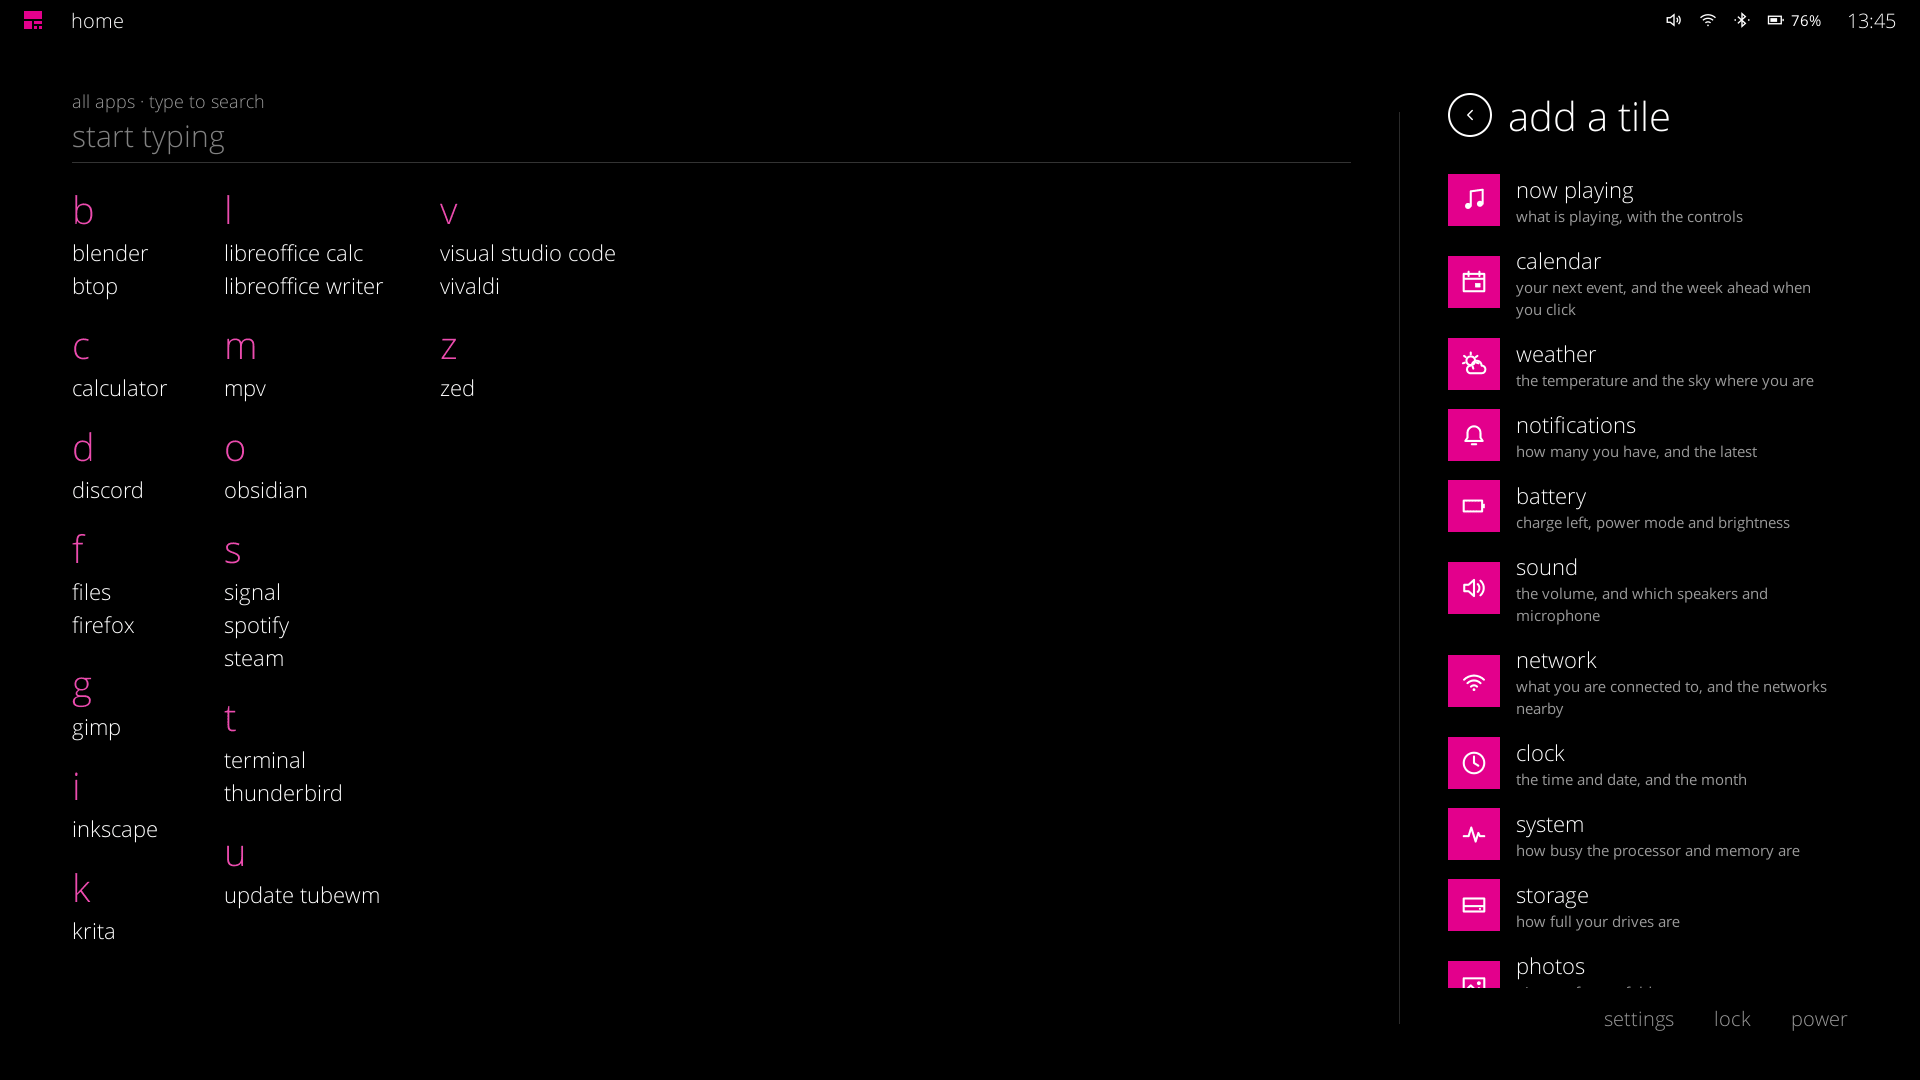 home
76%
13:45
all apps · type to search
start typing
b
blender
btop
c
calculator
d
discord
f
files
firefox
g
gimp
i
inkscape
k
krita
l
libreoffice calc
libreoffice writer
m
mpv
o
obsidian
s
signal
spotify
steam
t
terminal
thunderbird
u
update tubewm
v
visual studio code
vivaldi
z
zed
add a tile
now playing
what is playing, with the controls
calendar
your next event, and the week ahead when
you click
weather
the temperature and the sky where you are
notifications
how many you have, and the latest
battery
charge left, power mode and brightness
sound
the volume, and which speakers and
microphone
network
what you are connected to, and the networks
nearby
clock
the time and date, and the month
system
how busy the processor and memory are
storage
how full your drives are
photos
settings
lock
power